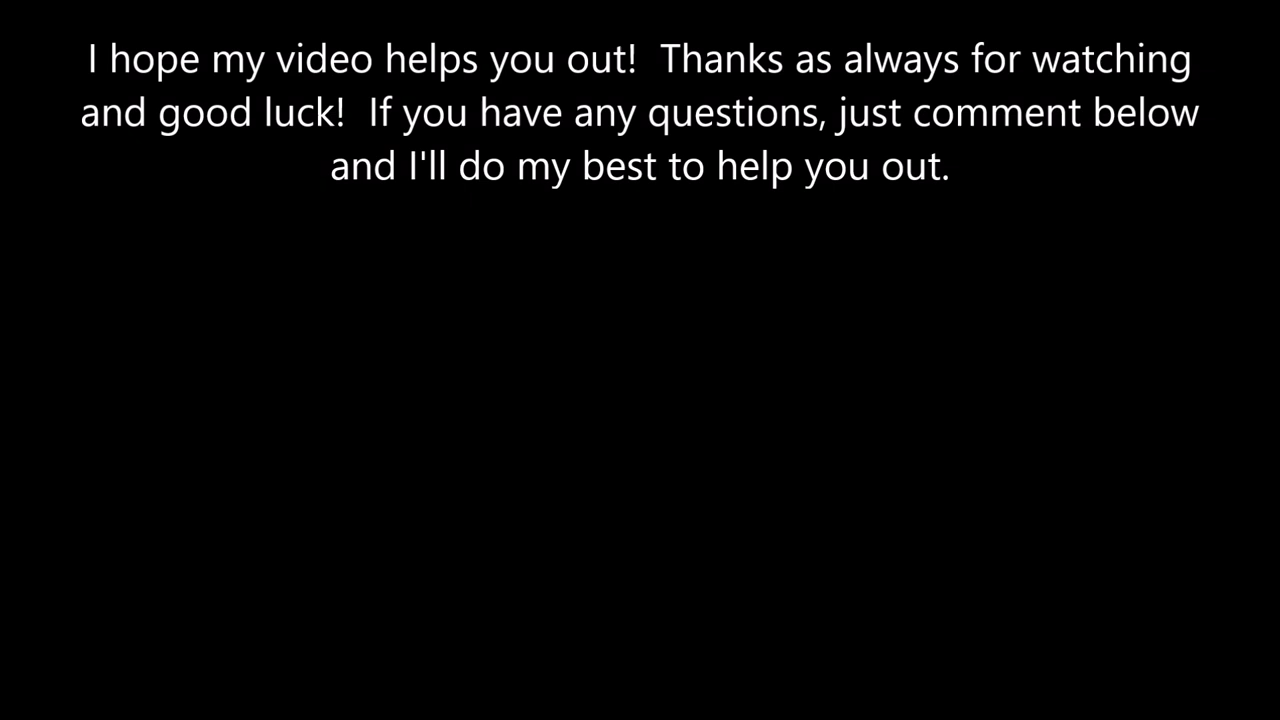 I hope my video helps you out!  Thanks as always for watching
and good luck!  If you have any questions, just comment below
and I'll do my best to help you out.